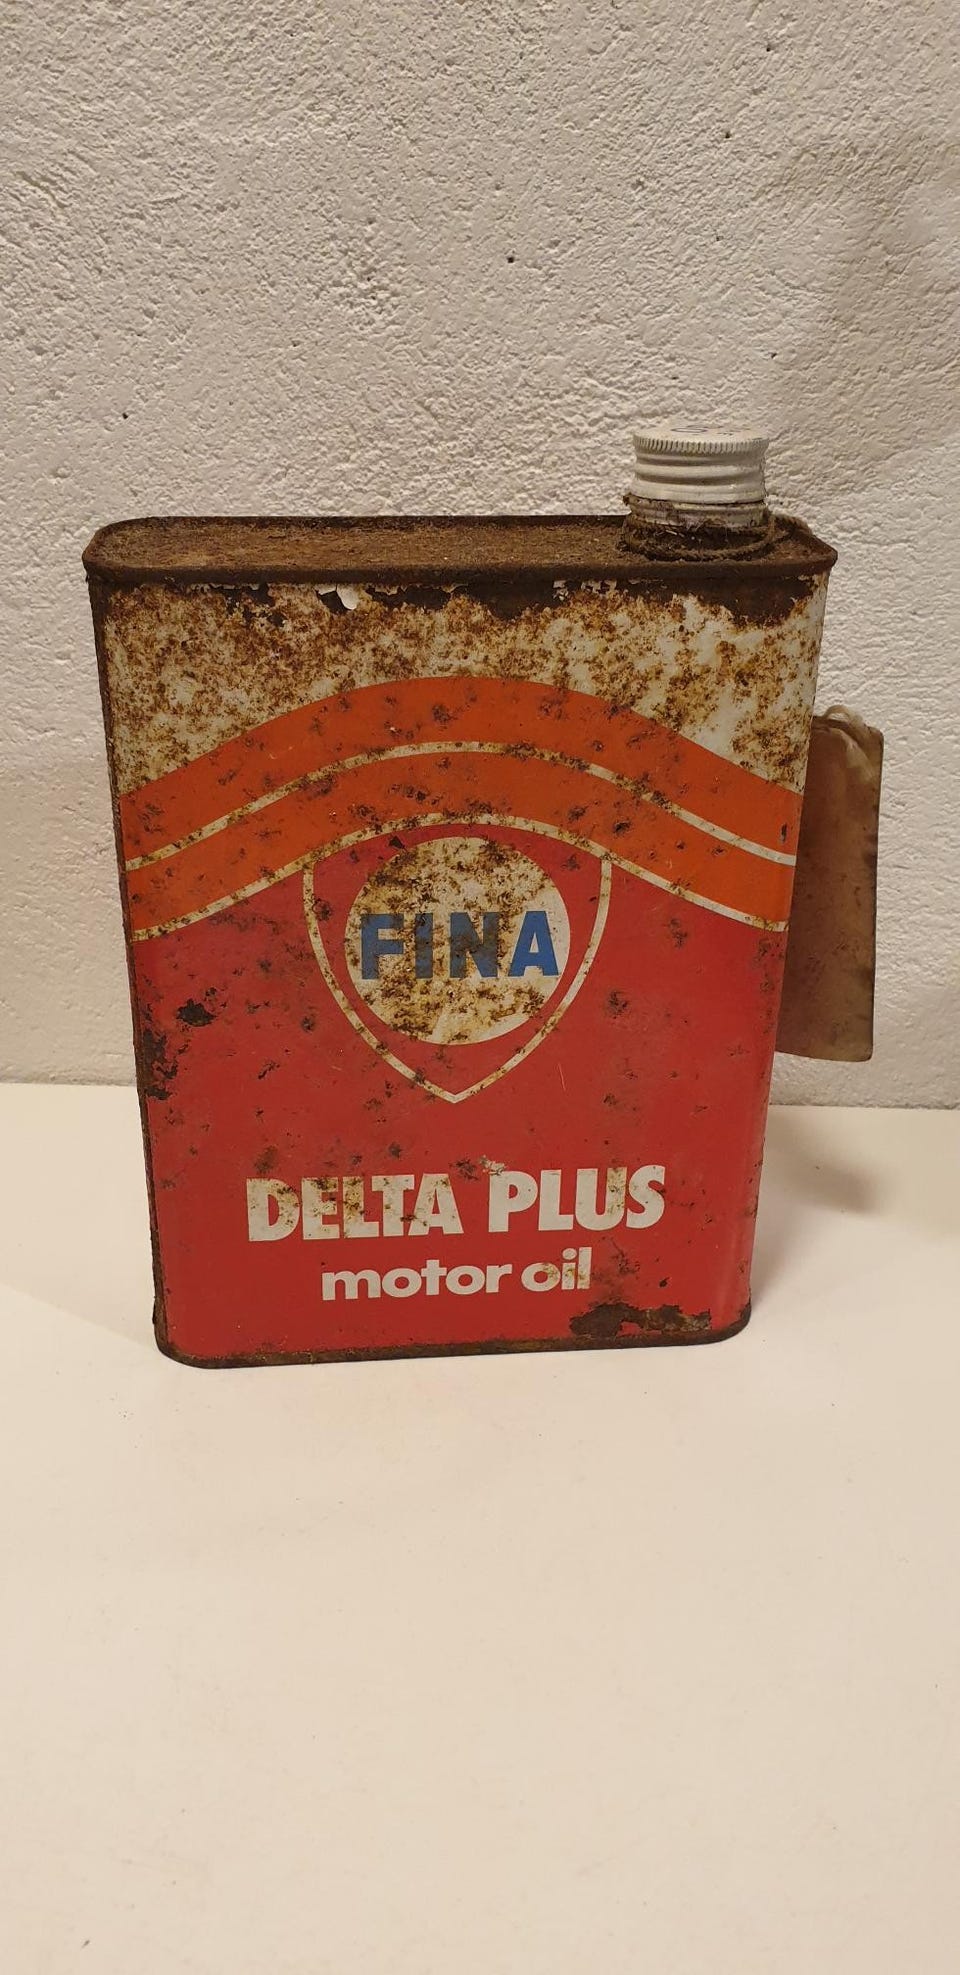 FINA
DELTA PLUS
motor oil